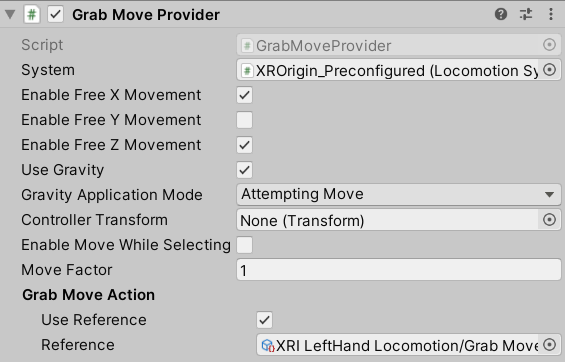 Grab Move Provider
Script GrabMoveProvider
System XROrigin_Preconfigured (Locomotion Sy
Enable Free X Movement
Enable Free Y Movement
Enable Free Z Movement
Use Gravity
Gravity Application Mode Attempting Move
Controller Transform None (Transform)
Enable Move While Selecting
Move Factor 1
Grab Move Action
Use Reference
Reference XRI LeftHand Locomotion/Grab Move